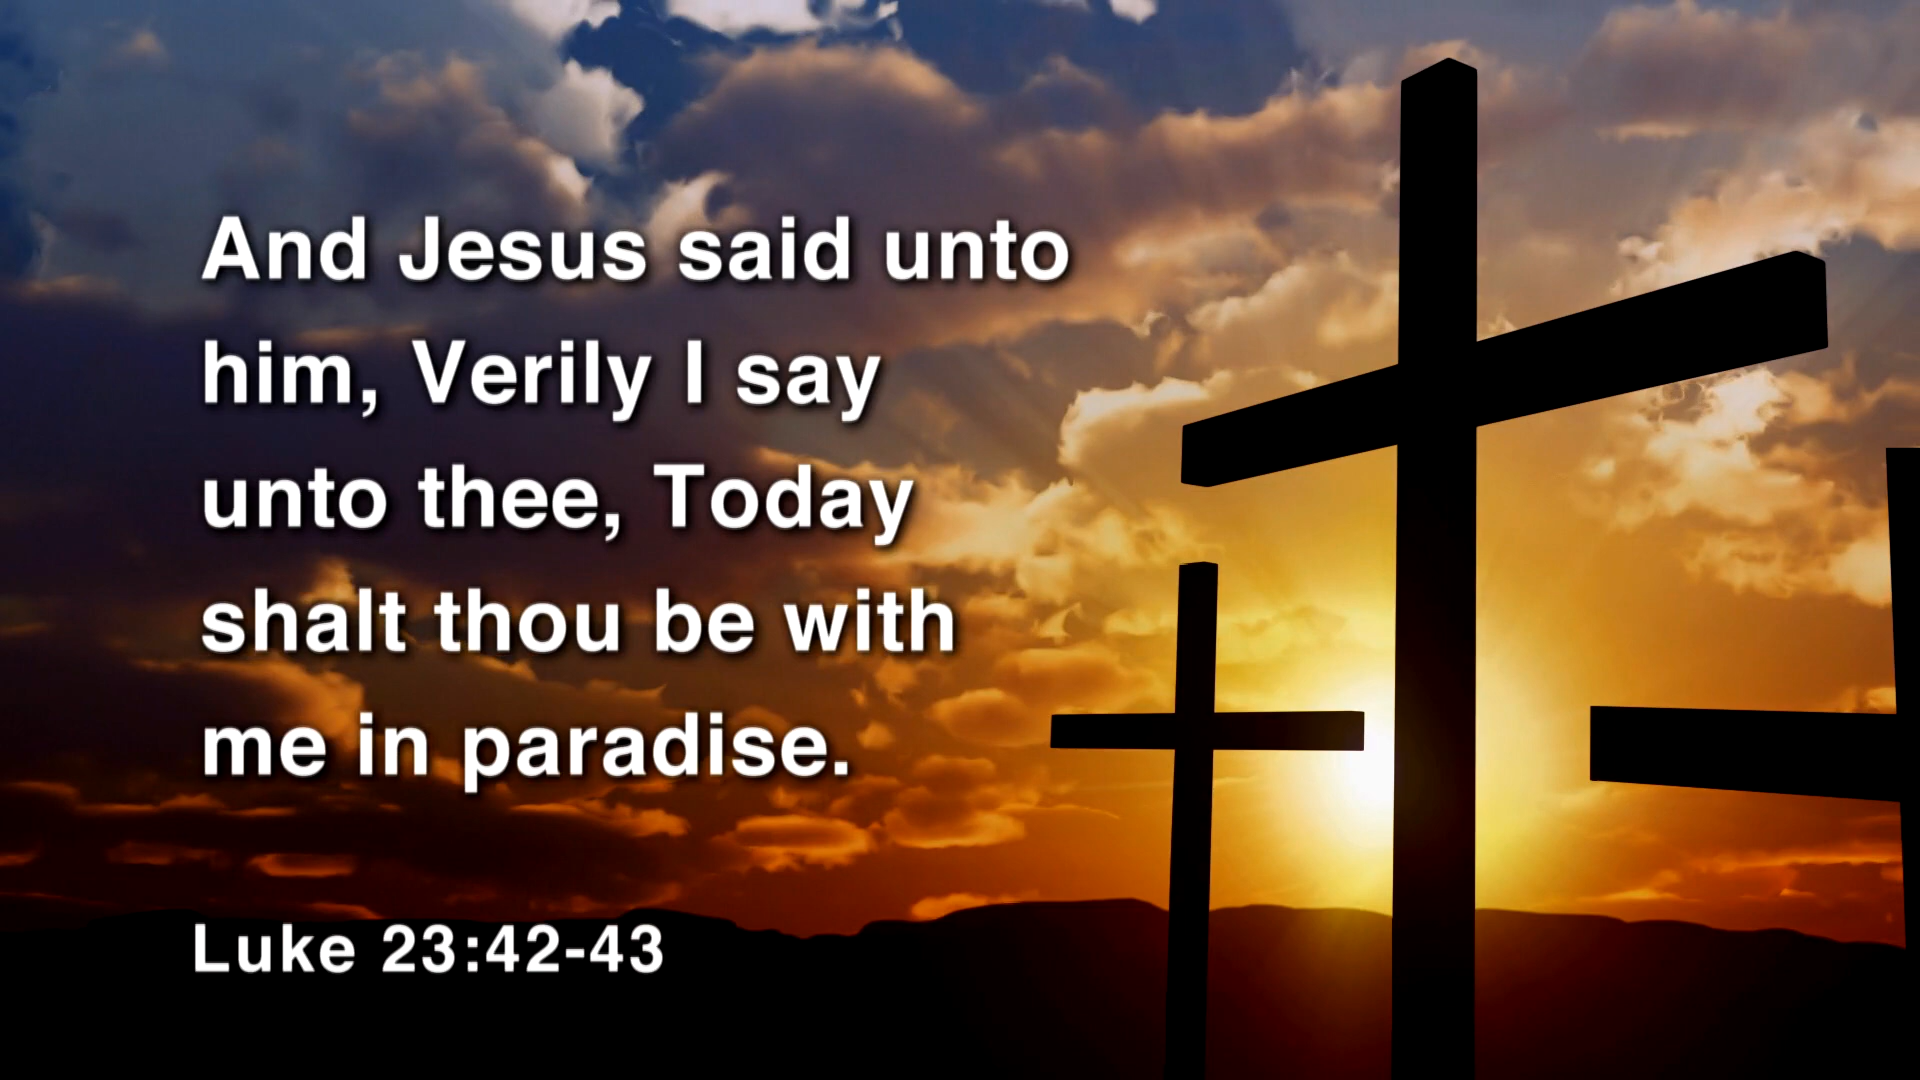 And Jesus said unto
him, Verily I say
unto thee, Today
shalt thou be with
me in paradise.
Luke 23:42-43